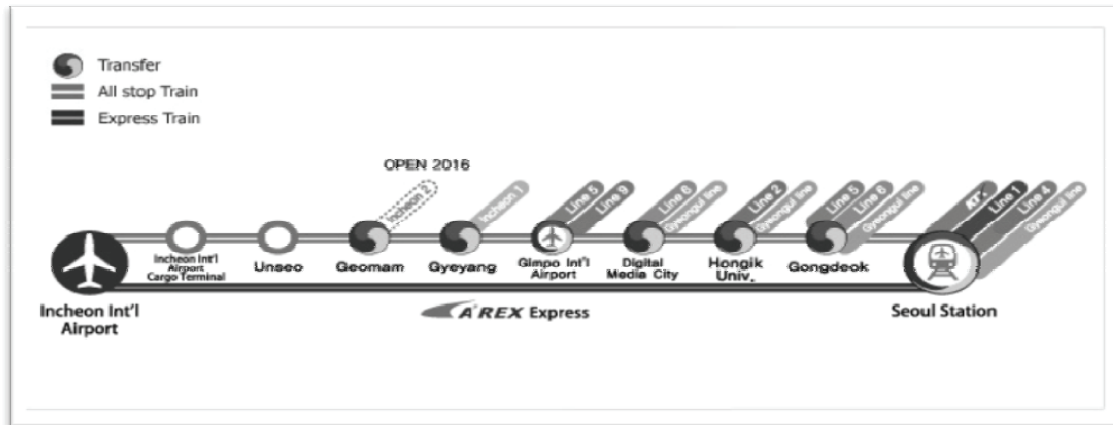 Transfer
All stop Train
Express Train
OPEN 2016
Incheon 2
Incheon 1
Line 5
Line 9
Line 6
Gyeongui line
Line 2
Gyeongui line
Line 5
Line 6
Gyeongui line
KTX
Line 1
Line 4
Gyeongui line
Incheon Int'l
Airport
Cargo Terminal
Unseo
Geomam
Gyeyang
Gimpo Int'l
Airport
Digital
Media City
Hongik
Univ.
Gongdeok
Incheon Int'l
Airport
A'REX Express
Seoul Station